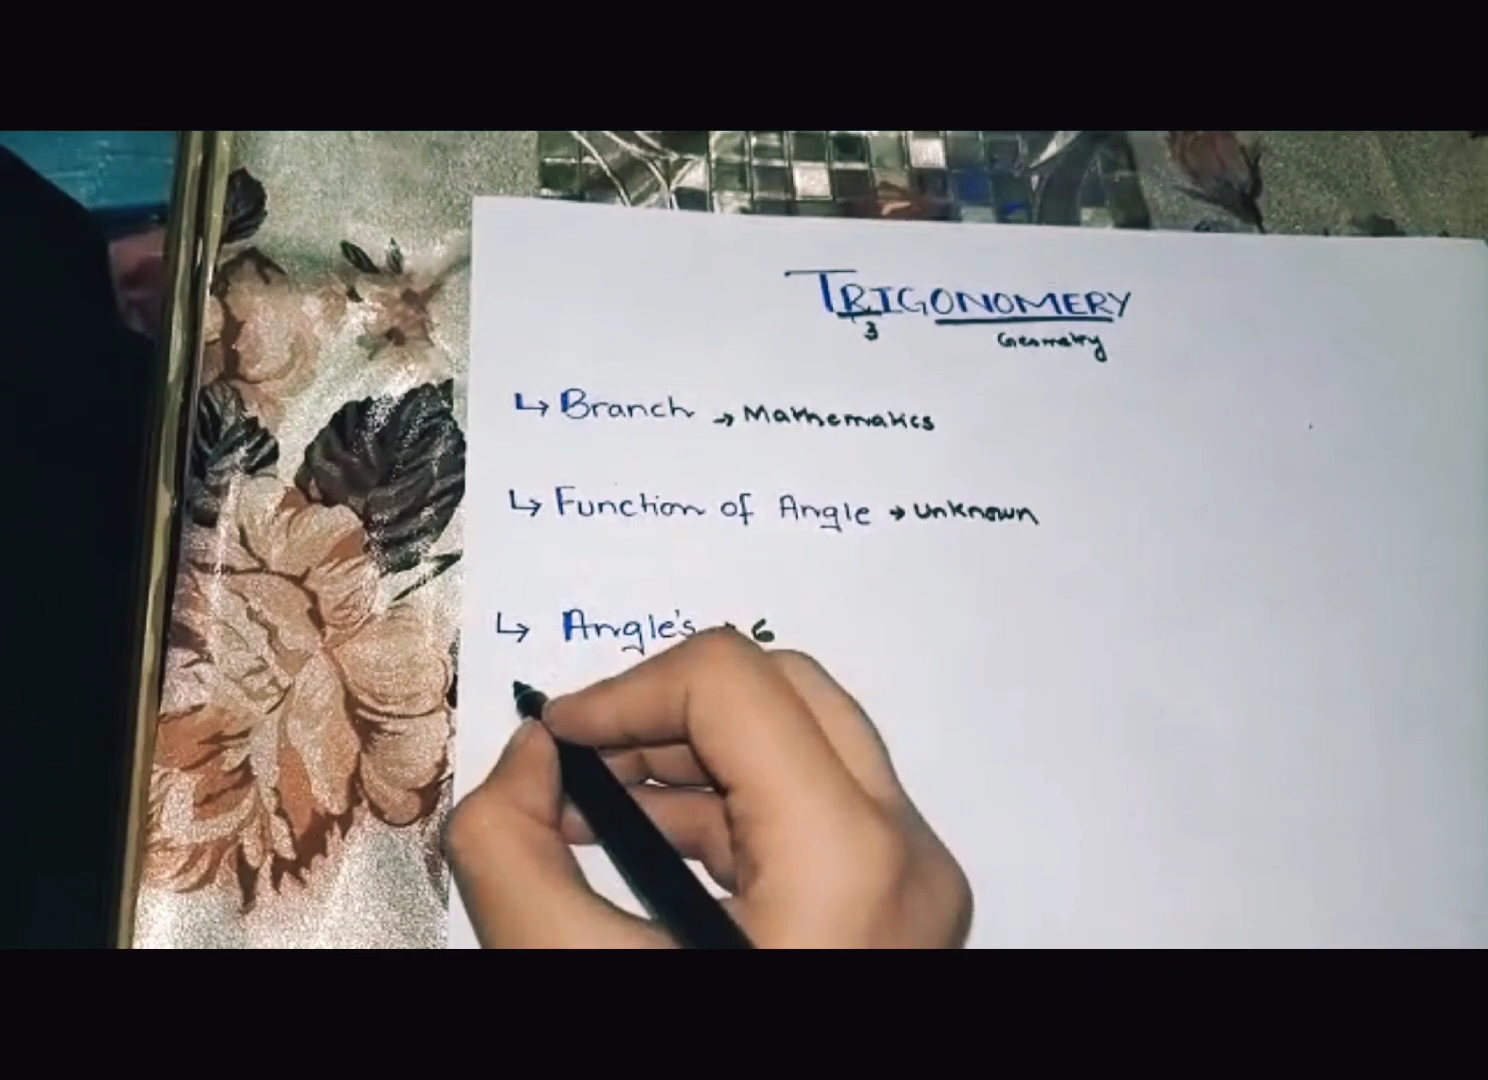 TRIGONOMERY
3 Geometry
↳ Branch → Mathematics
↳ Function of Angle → Unknown
↳ Angle's → 6